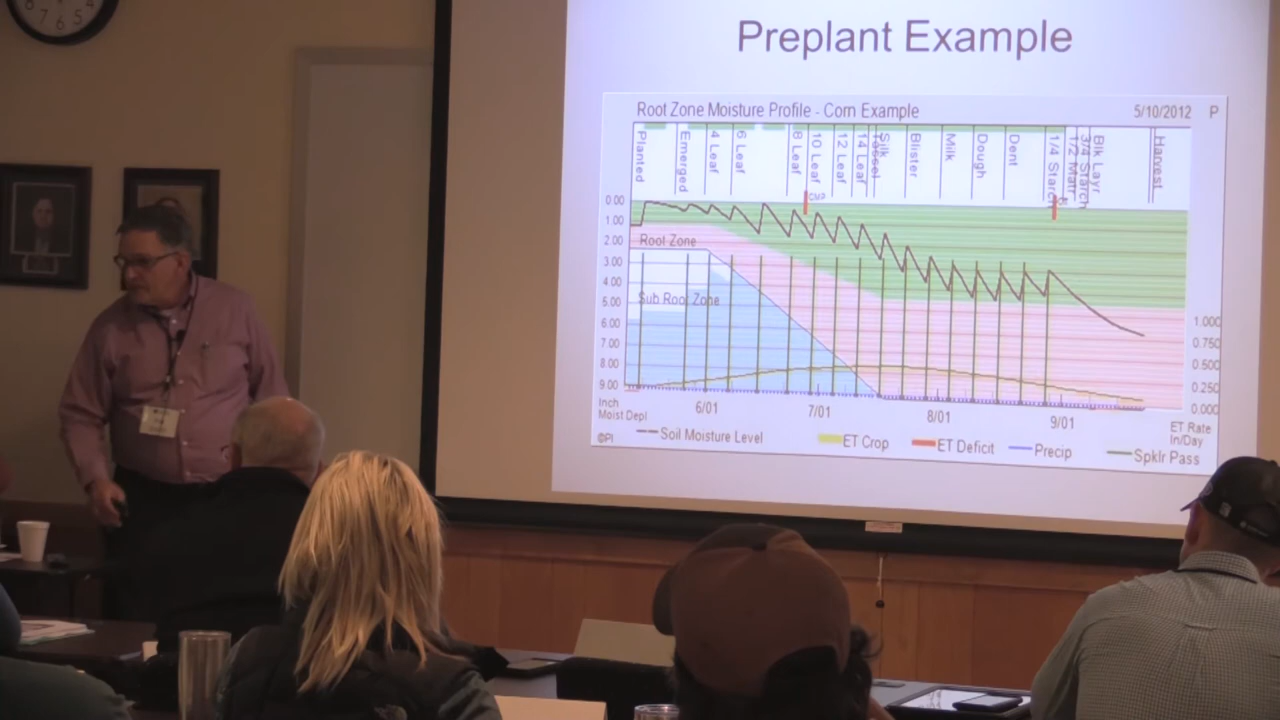 7 6 5 4
Preplant Example
Root Zone Moisture Profile - Corn Example 5/10/2012 P
Planted Emerged 4 Leaf 6 Leaf 8 Leaf 10 Leaf 12 Leaf 14 Leaf Tassel Silk Blister Milk Dough Dent 1/4 Starch 1/2 Matr 3/4 Starch Blk Layr Harvest
0.00
1.00
2.00 Root Zone
3.00
4.00
5.00 Sub Root Zone
6.00 1.000
7.00 0.750
8.00 0.500
9.00 0.250
0.000
Inch
Moist Depl
6/01 7/01 8/01 9/01
ET Rate
In/Day
©PI Soil Moisture Level ET Crop ET Deficit Precip Spklr Pass